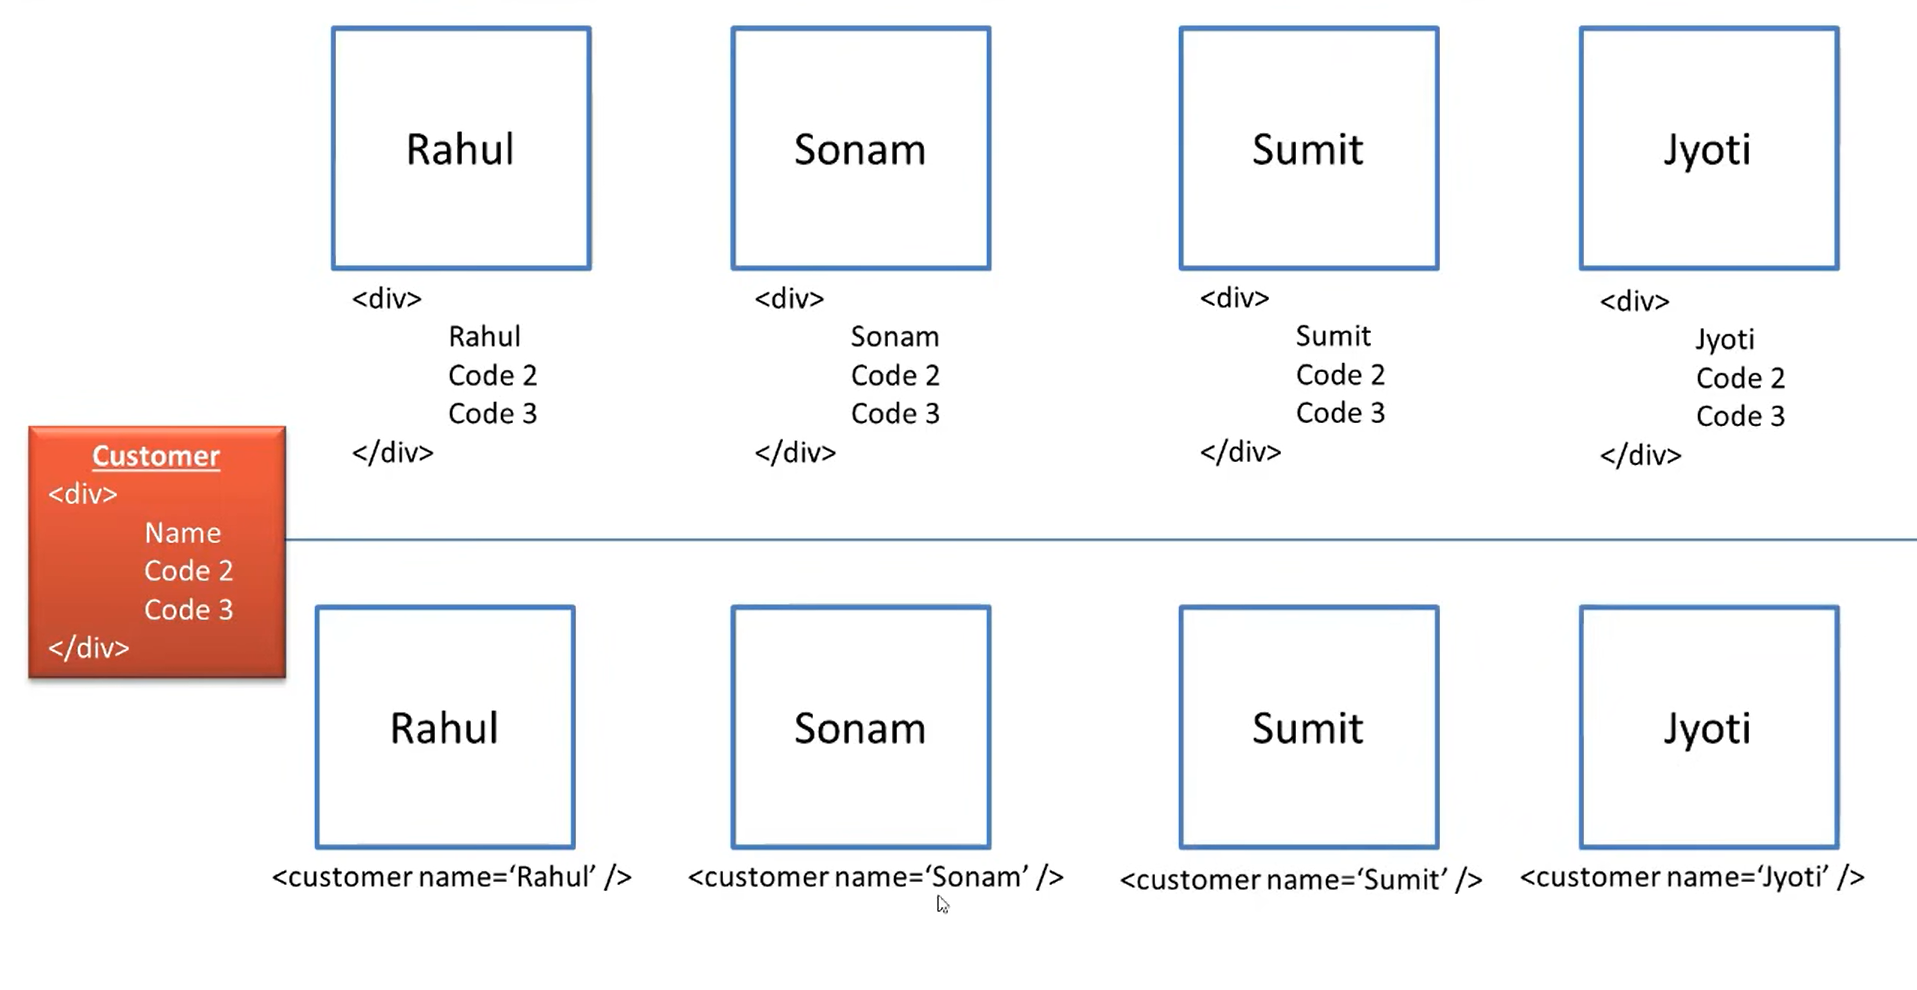 Rahul
Sonam
Sumit
Jyoti
<div>
Rahul
Code 2
Code 3
</div>
<div>
Sonam
Code 2
Code 3
</div>
<div>
Sumit
Code 2
Code 3
</div>
<div>
Jyoti
Code 2
Code 3
</div>
Customer
<div>
Name
Code 2
Code 3
</div>
Rahul
Sonam
Sumit
Jyoti
<customer name=‘Rahul’ />
<customer name=‘Sonam’ />
<customer name=‘Sumit’ />
<customer name=‘Jyoti’ />